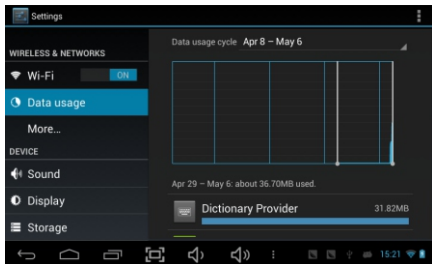 Settings
WIRELESS & NETWORKS
Wi-Fi ON
Data usage
More...
DEVICE
Sound
Display
Storage
Data usage cycle Apr 8 – May 6
Apr 29 – May 6: about 36.70MB used.
Dictionary Provider 31.82MB
15:21